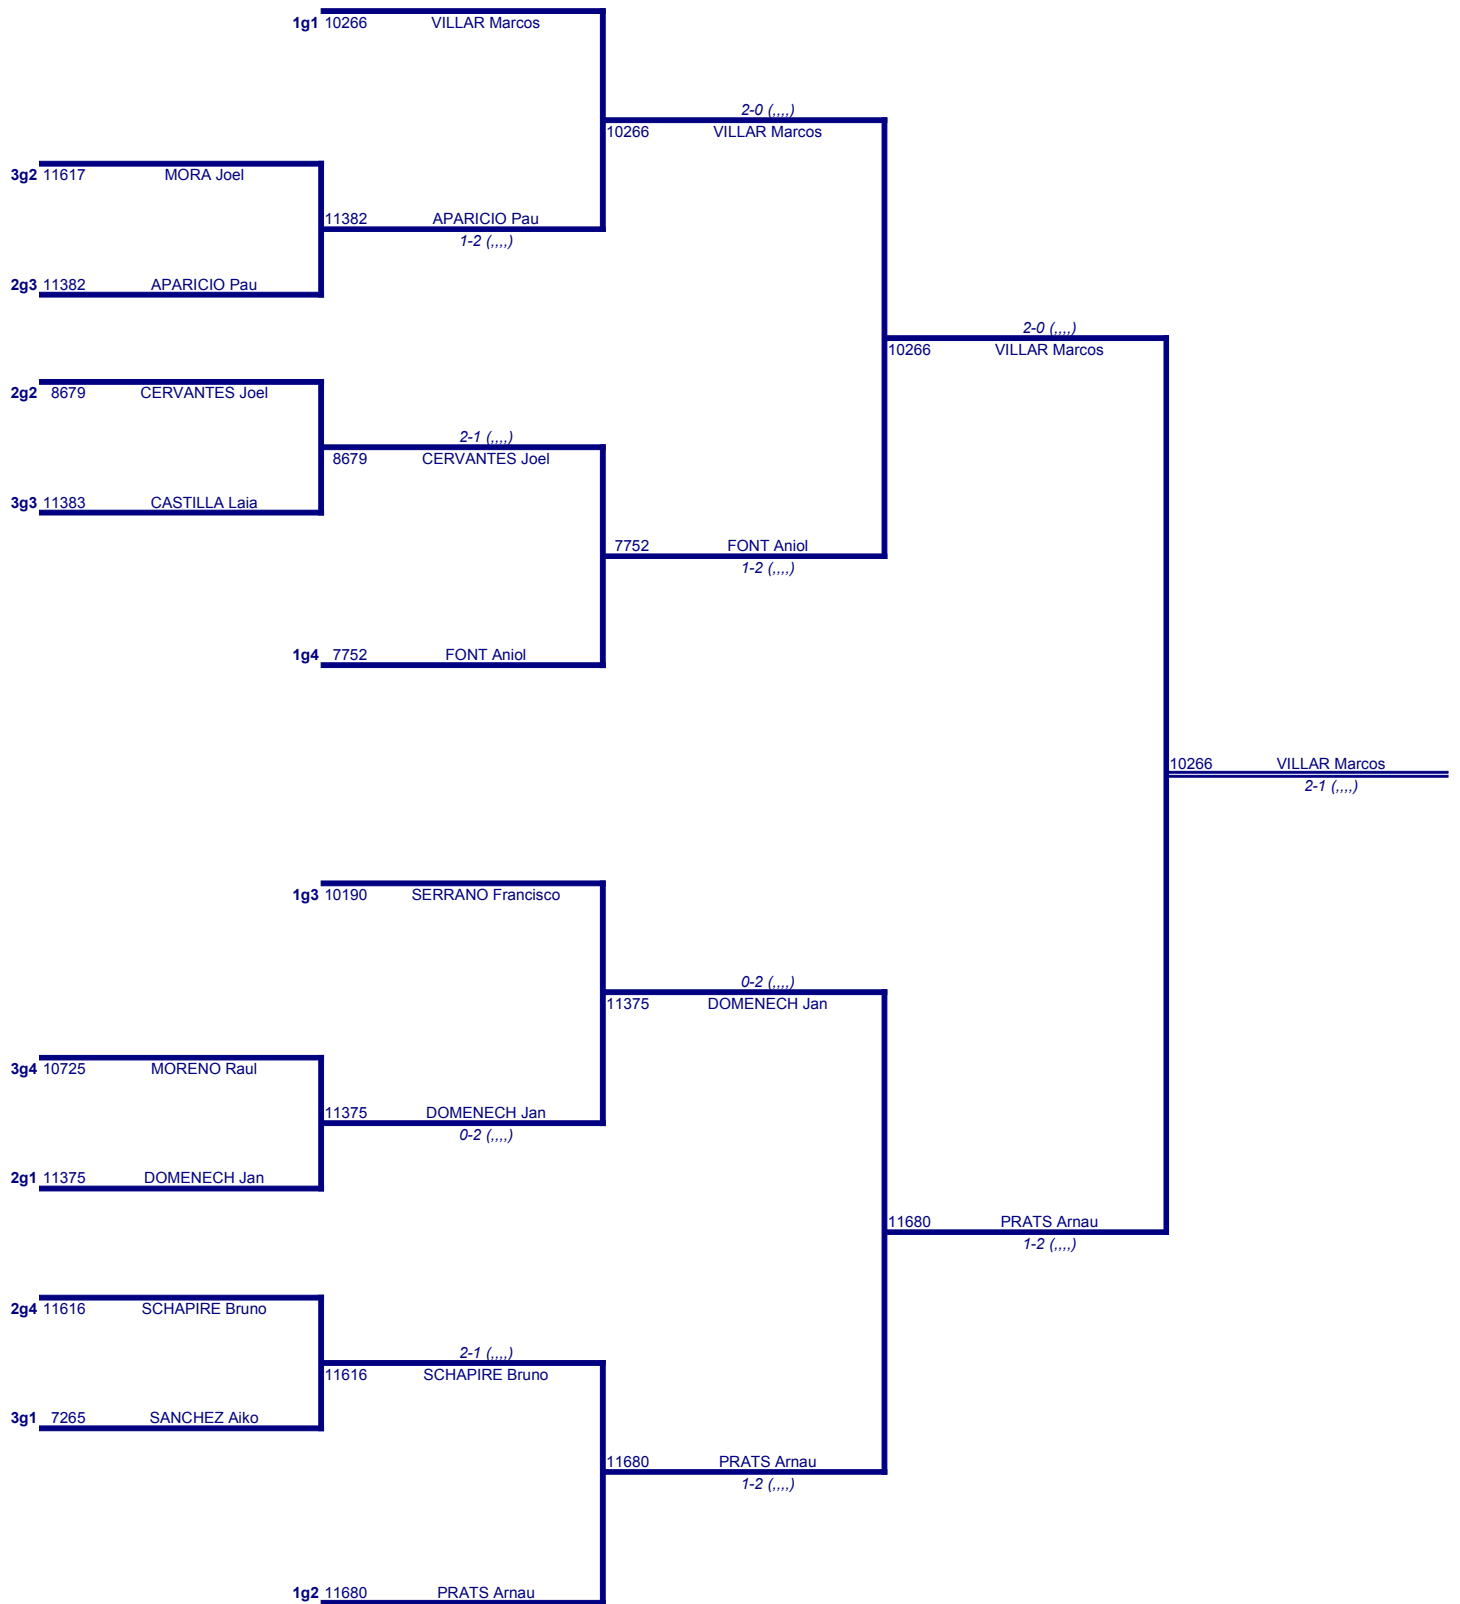 1g1 10266 VILLAR Marcos
2-0 (,,,,)
10266 VILLAR Marcos
3g2 11617 MORA Joel
11382 APARICIO Pau
1-2 (,,,,)
2g3 11382 APARICIO Pau
2-0 (,,,,)
10266 VILLAR Marcos
2g2 8679 CERVANTES Joel
2-1 (,,,,)
8679 CERVANTES Joel
3g3 11383 CASTILLA Laia
7752 FONT Aniol
1-2 (,,,,)
1g4 7752 FONT Aniol
10266 VILLAR Marcos
2-1 (,,,,)
1g3 10190 SERRANO Francisco
0-2 (,,,,)
11375 DOMENECH Jan
3g4 10725 MORENO Raul
11375 DOMENECH Jan
0-2 (,,,,)
2g1 11375 DOMENECH Jan
11680 PRATS Arnau
1-2 (,,,,)
2g4 11616 SCHAPIRE Bruno
2-1 (,,,,)
11616 SCHAPIRE Bruno
3g1 7265 SANCHEZ Aiko
11680 PRATS Arnau
1-2 (,,,,)
1g2 11680 PRATS Arnau